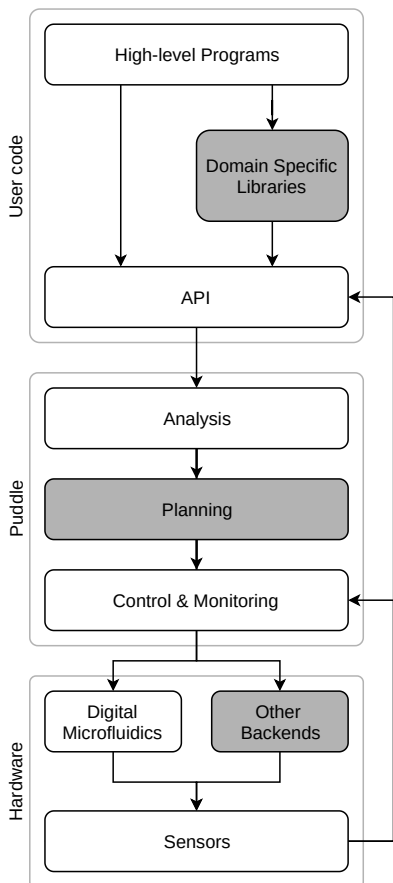 User code
High-level Programs
Domain Specific
Libraries
API
Puddle
Analysis
Planning
Control & Monitoring
Hardware
Digital
Microfluidics
Other
Backends
Sensors